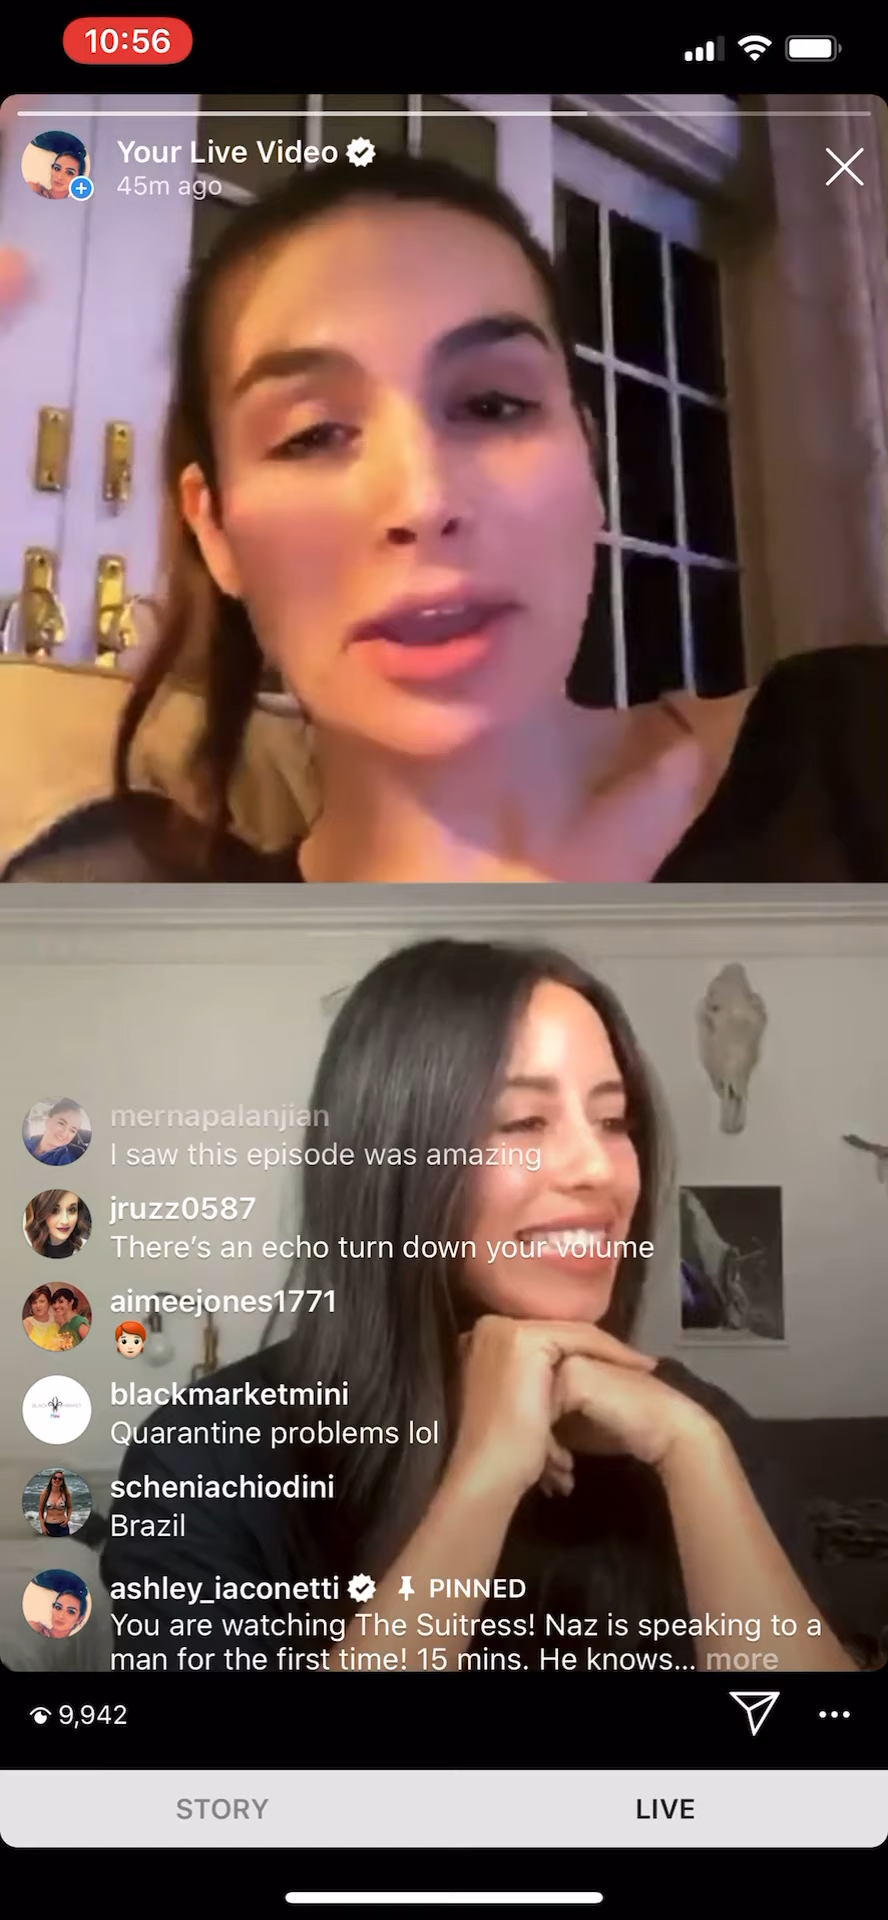 10:56
Your Live Video
45m ago
mernapalanjian
I saw this episode was amazing
jruzz0587
There's an echo turn down your volume
aimeejones1771
blackmarketmini
Quarantine problems lol
scheniachiodini
Brazil
ashley_iaconetti PINNED
You are watching The Suitress! Naz is speaking to a
man for the first time! 15 mins. He knows... more
9,942
STORY LIVE